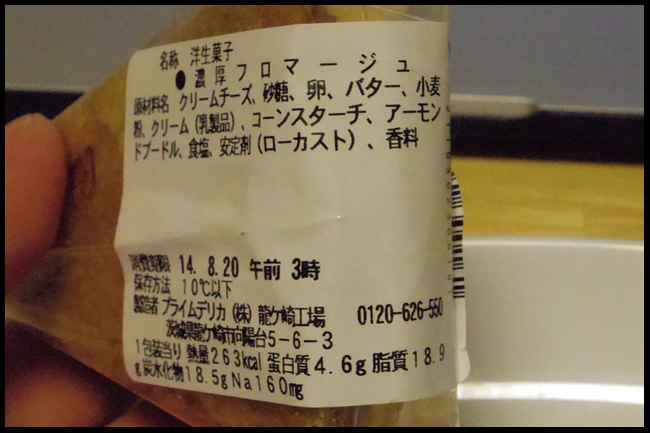 名称 洋生菓子
●濃厚フロマージュ
原材料名 クリームチーズ、砂糖、卵、バター、小麦
粉、クリーム（乳製品）、コーンスターチ、アーモン
ドプードル、食塩、安定剤（ローカスト）、香料
消費期限 14. 8.20 午前 3時
保存方法 10℃以下
製造者 プライムデリカ（株）龍ケ崎工場 0120-626-550
茨城県龍ケ崎市向陽台5-6-3
1包装当り 熱量263kcal 蛋白質4.6g 脂質18.9
g 炭水化物18.5g Na160mg